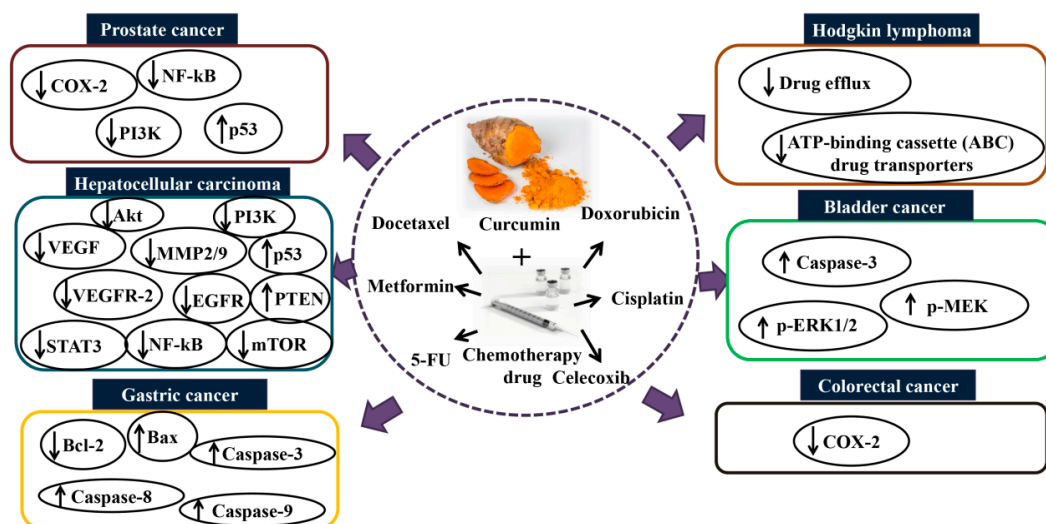 Prostate cancer
↓COX-2
↓NF-kB
↓PI3K
↑p53
Hepatocellular carcinoma
↓Akt
↓PI3K
↓VEGF
↓MMP2/9
↑p53
↓VEGFR-2
↓EGFR
↑PTEN
↓STAT3
↓NF-kB
↓mTOR
Gastric cancer
↓Bcl-2
↑Bax
↑Caspase-3
↑Caspase-8
↑Caspase-9
Curcumin
+
Docetaxel
Doxorubicin
Metformin
Cisplatin
5-FU
Chemotherapy
drug
Celecoxib
Hodgkin lymphoma
↓Drug efflux
↓ATP-binding cassette (ABC)
drug transporters
Bladder cancer
↑Caspase-3
↑p-MEK
↑p-ERK1/2
Colorectal cancer
↓COX-2